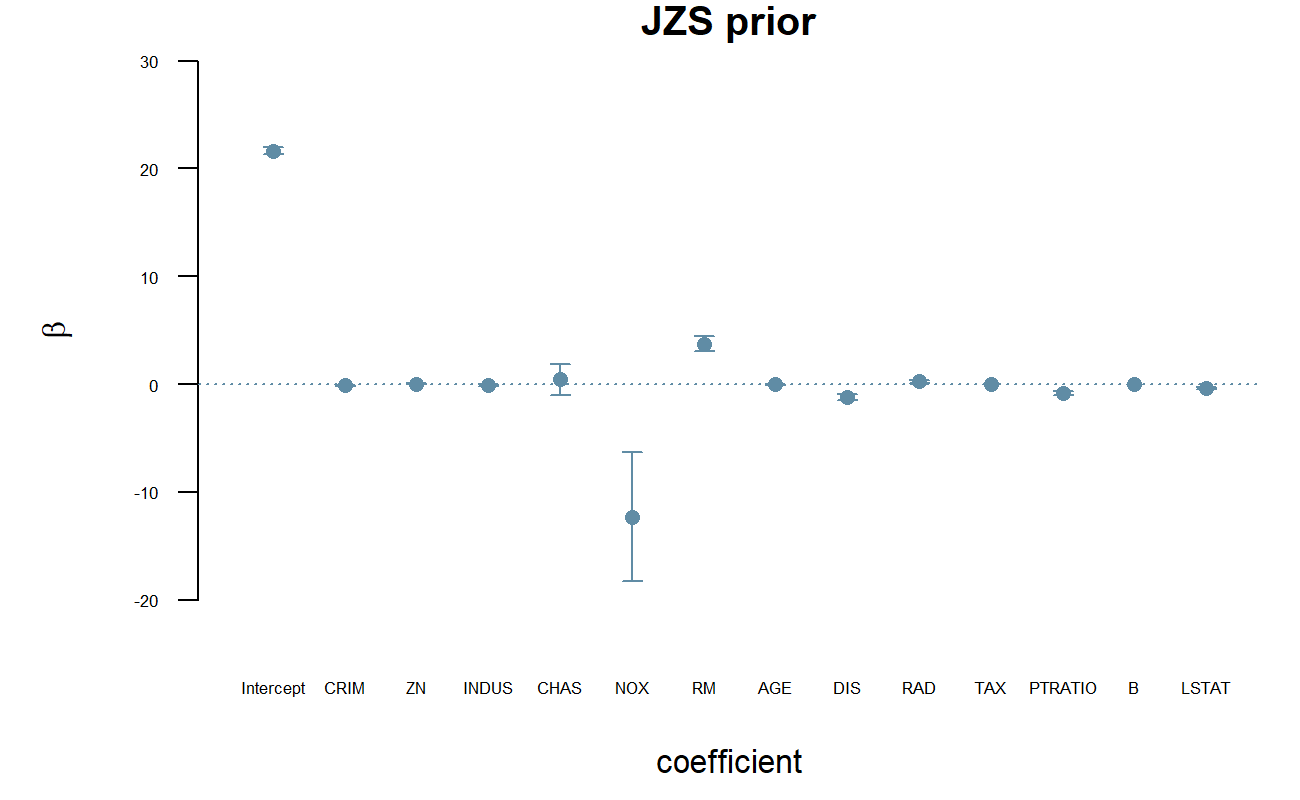 JZS prior
30
20
10
0
-10
-20
β
Intercept CRIM ZN INDUS CHAS NOX RM AGE DIS RAD TAX PTRATIO B LSTAT
coefficient